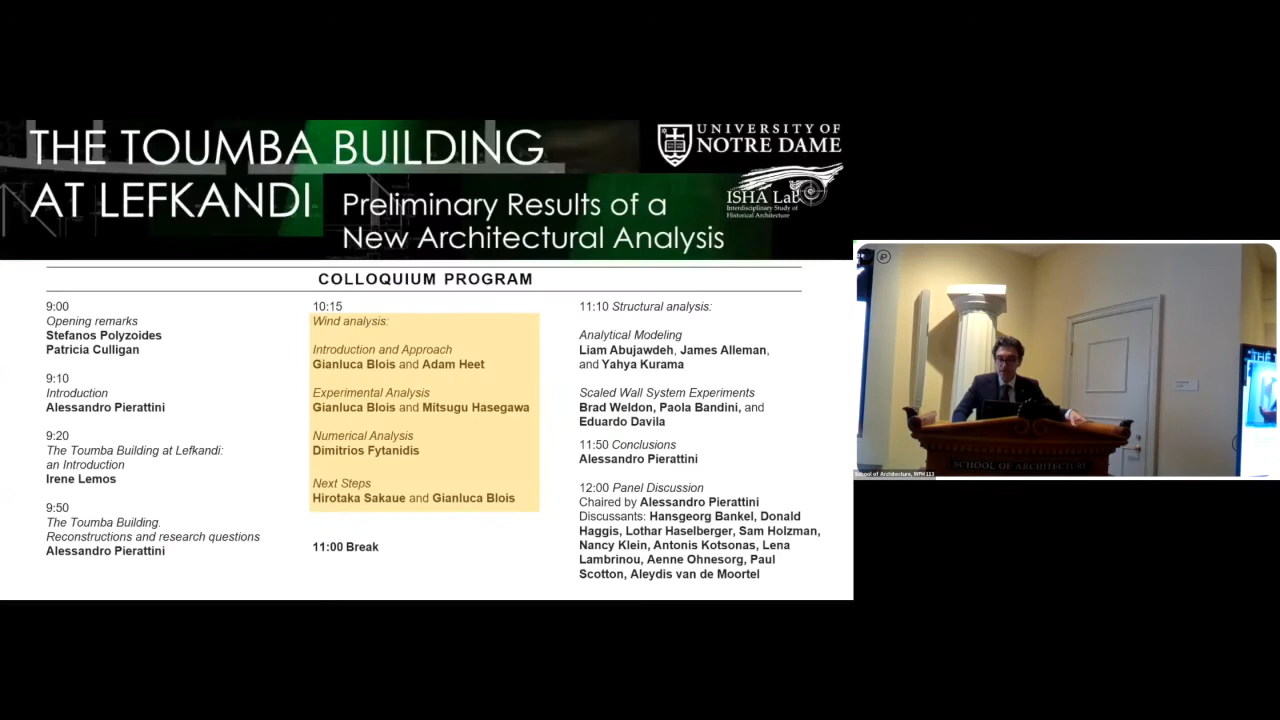 THE TOUMBA BUILDING
AT LEFKANDI
Preliminary Results of a
New Architectural Analysis
UNIVERSITY OF
NOTRE DAME
ISHA Lab
Interdisciplinary Study of
Historical Architecture
COLLOQUIUM PROGRAM
9:00
Opening remarks
Stefanos Polyzoides
Patricia Culligan
9:10
Introduction
Alessandro Pierattini
9:20
The Toumba Building at Lefkandi:
an Introduction
Irene Lemos
9:50
The Toumba Building.
Reconstructions and research questions
Alessandro Pierattini
10:15
Wind analysis:
Introduction and Approach
Gianluca Blois and Adam Heet
Experimental Analysis
Gianluca Blois and Mitsugu Hasegawa
Numerical Analysis
Dimitrios Fytanidis
Next Steps
Hirotaka Sakaue and Gianluca Blois
11:00 Break
11:10 Structural analysis:
Analytical Modeling
Liam Abujawdeh, James Alleman,
and Yahya Kurama
Scaled Wall System Experiments
Brad Weldon, Paola Bandini, and
Eduardo Davila
11:50 Conclusions
Alessandro Pierattini
12:00 Panel Discussion
Chaired by Alessandro Pierattini
Discussants: Hansgeorg Bankel, Donald
Haggis, Lothar Haselberger, Sam Holzman,
Nancy Klein, Antonis Kotsonas, Lena
Lambrinou, Aenne Ohnesorg, Paul
Scotton, Aleydis van de Moortel
SCHOOL OF ARCHITECTURE
School of Architecture, WFH 113
THE T